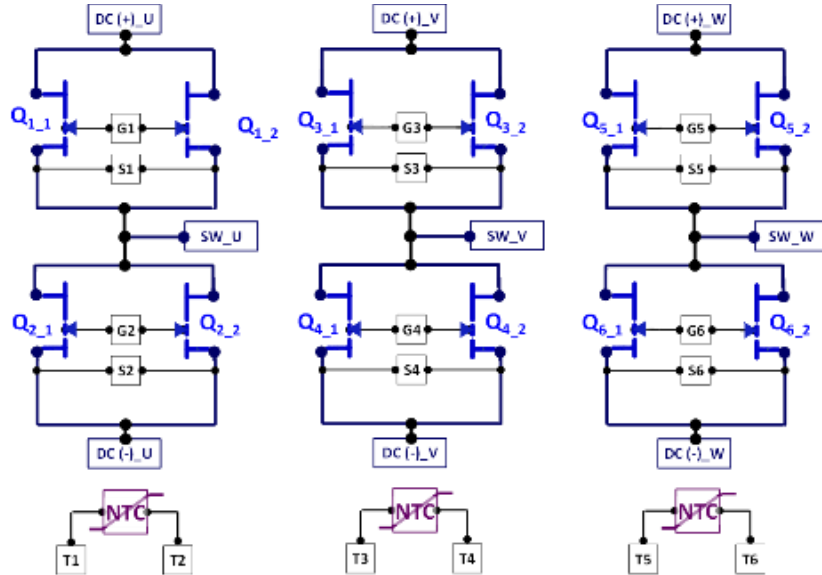 DC (+)_U DC (+)_V DC (+)_W
Q1_1 G1 Q1_2 Q3_1 G3 Q3_2 Q5_1 G5 Q5_2
S1 S3 S5
SW_U SW_V SW_W
Q2_1 G2 Q2_2 Q4_1 G4 Q4_2 Q6_1 G6 Q6_2
S2 S4 S6
DC (-)_U DC (-)_V DC (-)_W
NTC NTC NTC
T1 T2 T3 T4 T5 T6